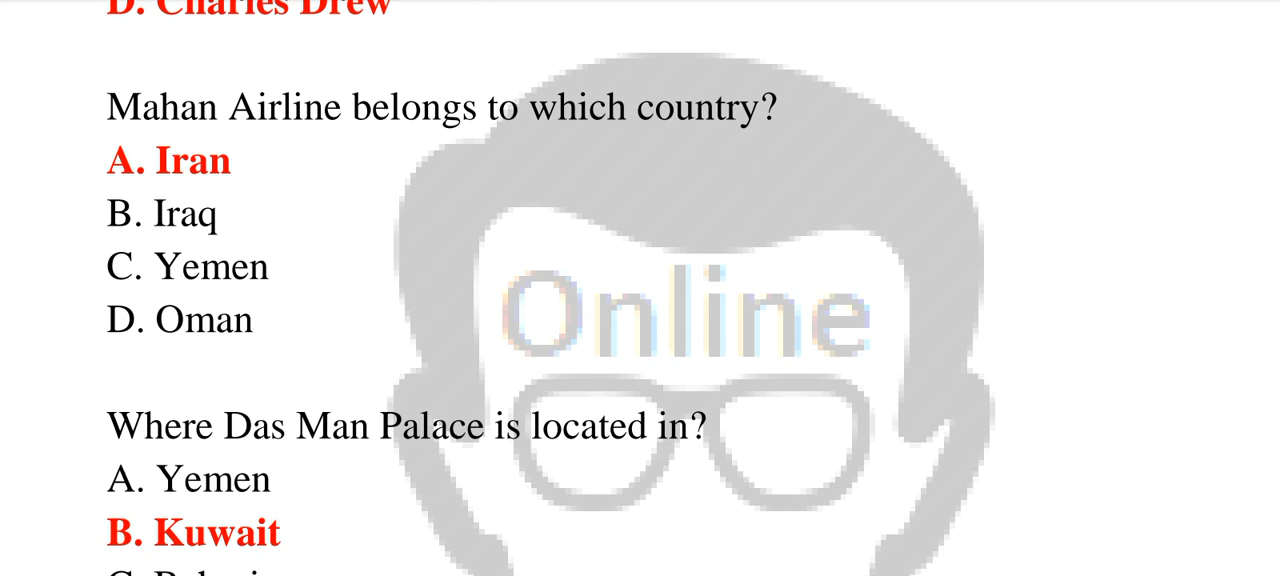 D. Charles Drew
Mahan Airline belongs to which country?
A. Iran
B. Iraq
C. Yemen
D. Oman
Online
Where Das Man Palace is located in?
A. Yemen
B. Kuwait